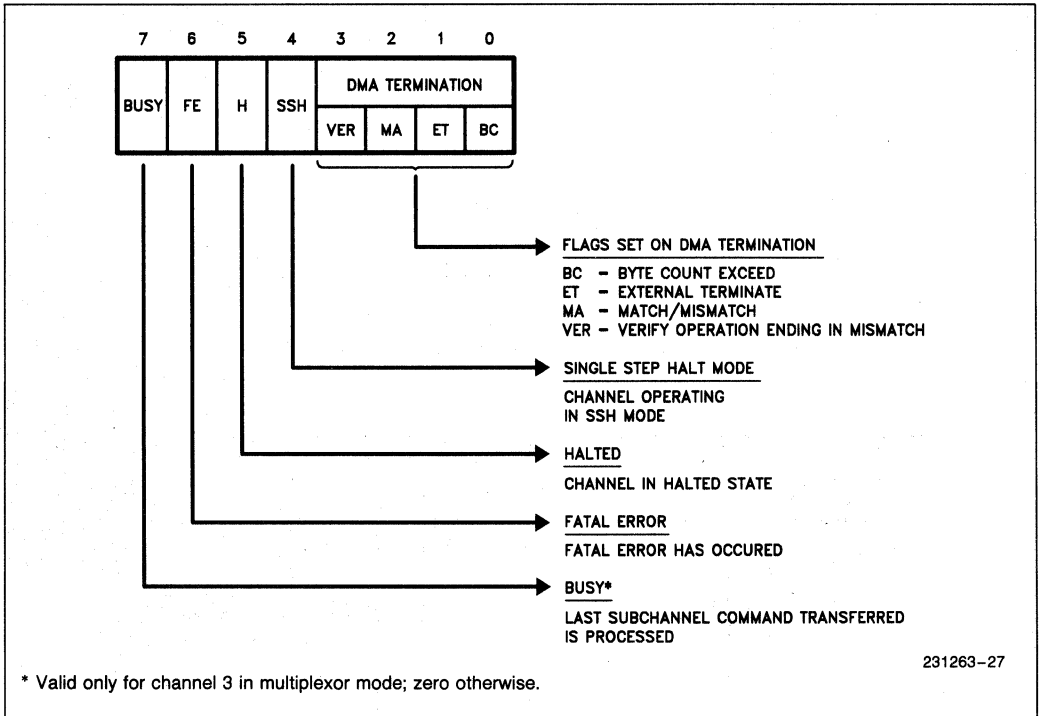 7 6 5 4 3 2 1 0
BUSY FE H SSH DMA TERMINATION
VER MA ET BC
FLAGS SET ON DMA TERMINATION
BC - BYTE COUNT EXCEED
ET - EXTERNAL TERMINATE
MA - MATCH/MISMATCH
VER - VERIFY OPERATION ENDING IN MISMATCH
SINGLE STEP HALT MODE
CHANNEL OPERATING
IN SSH MODE
HALTED
CHANNEL IN HALTED STATE
FATAL ERROR
FATAL ERROR HAS OCCURED
BUSY*
LAST SUBCHANNEL COMMAND TRANSFERRED
IS PROCESSED
231263-27
* Valid only for channel 3 in multiplexor mode; zero otherwise.